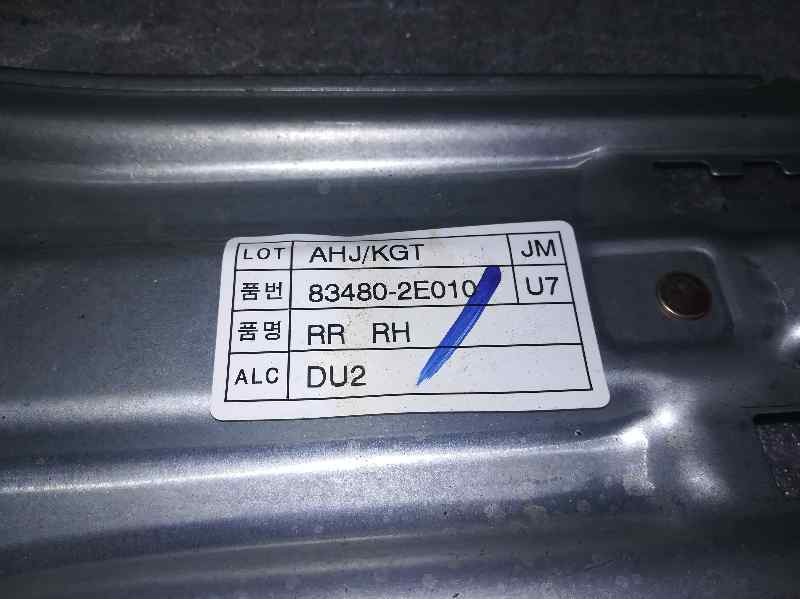 LOT AHJ/KGT JM
품번 83480-2E010 U7
품명 RR RH
ALC DU2